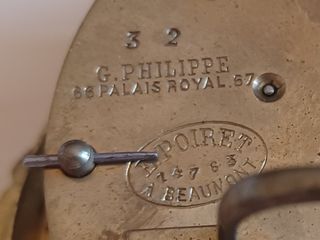 3 2
G. PHILIPPE
66 PALAIS ROYAL. 67
POIRET
14763
A BEAUMONT